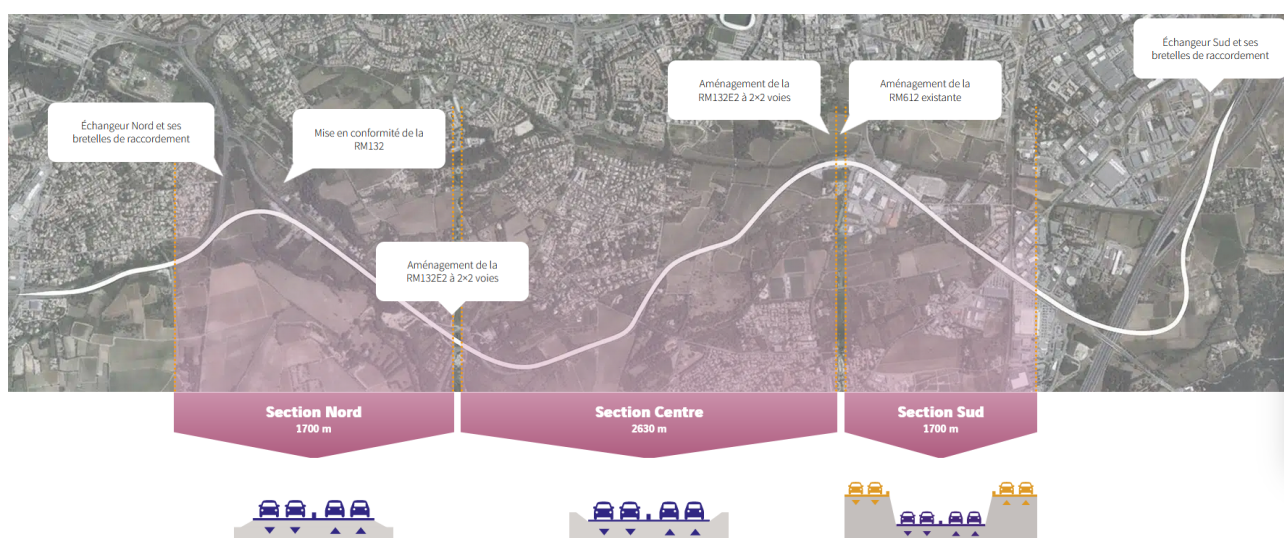 Échangeur Nord et ses
bretelles de raccordement
Mise en conformité de la
RM132
Aménagement de la
RM132E2 à 2×2 voies
Aménagement de la
RM132E2 à 2×2 voies
Aménagement de la
RM612 existante
Échangeur Sud et ses
bretelles de raccordement
Section Nord
1700 m
Section Centre
2630 m
Section Sud
1700 m